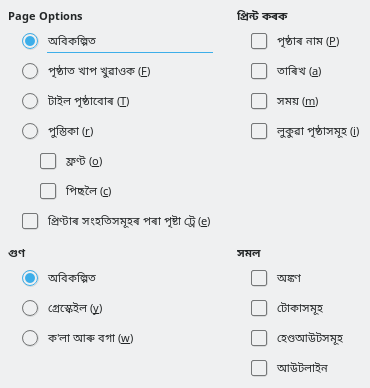 Page Options
অবিকল্পিত
পৃষ্ঠাত খাপ খুৱাওক (F)
টাইল পৃষ্ঠাবোৰ (T)
পুস্তিকা (r)
ফ্ৰণ্ট (o)
পিছলৈ (c)
প্ৰিণ্টাৰ সংহতিসমূহৰ পৰা পৃষ্টা ট্ৰে (e)
প্ৰিন্ট কৰক
পৃষ্ঠাৰ নাম (P)
তাৰিখ (a)
সময় (m)
লুকুৱা পৃষ্ঠাসমূহ (i)
গুণ
অবিকল্পিত
গ্ৰেস্কেইল (y)
ক'লা আৰু বগা (w)
সমল
অঙ্কণ
টোকাসমূহ
হেণ্ডআউটসমূহ
আউটলাইন